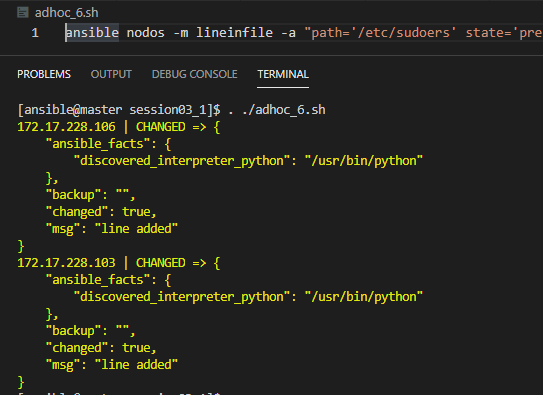 adhoc_6.sh
1 ansible nodos -m lineinfile -a "path='/etc/sudoers' state='pre
PROBLEMS OUTPUT DEBUG CONSOLE TERMINAL
[ansible@master session03_1]$ . ./adhoc_6.sh
172.17.228.106 | CHANGED => {
    "ansible_facts": {
        "discovered_interpreter_python": "/usr/bin/python"
    },
    "backup": "",
    "changed": true,
    "msg": "line added"
}
172.17.228.103 | CHANGED => {
    "ansible_facts": {
        "discovered_interpreter_python": "/usr/bin/python"
    },
    "backup": "",
    "changed": true,
    "msg": "line added"
}